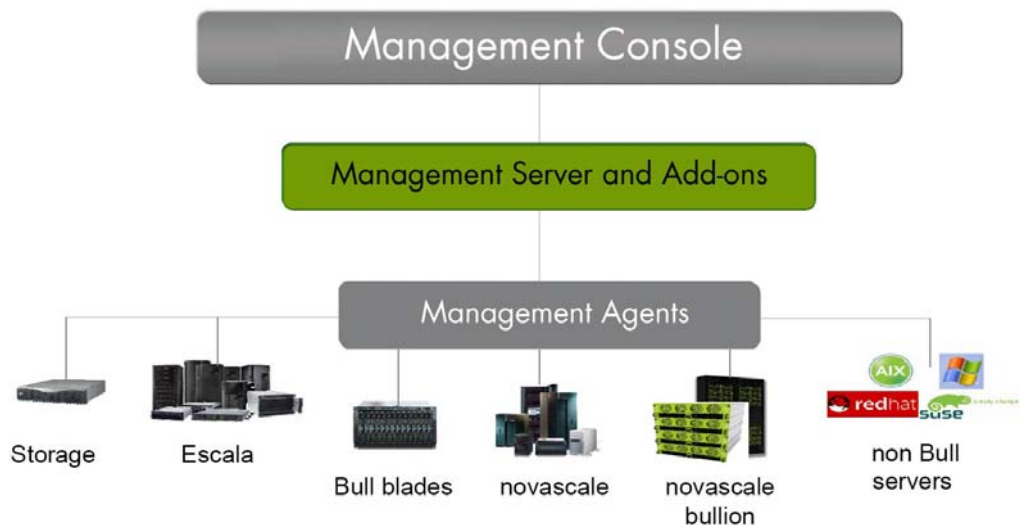 Management Console
Management Server and Add-ons
Management Agents
AIX
redhat
suse
Storage
Escala
Bull blades
novascale
novascale
bullion
non Bull
servers